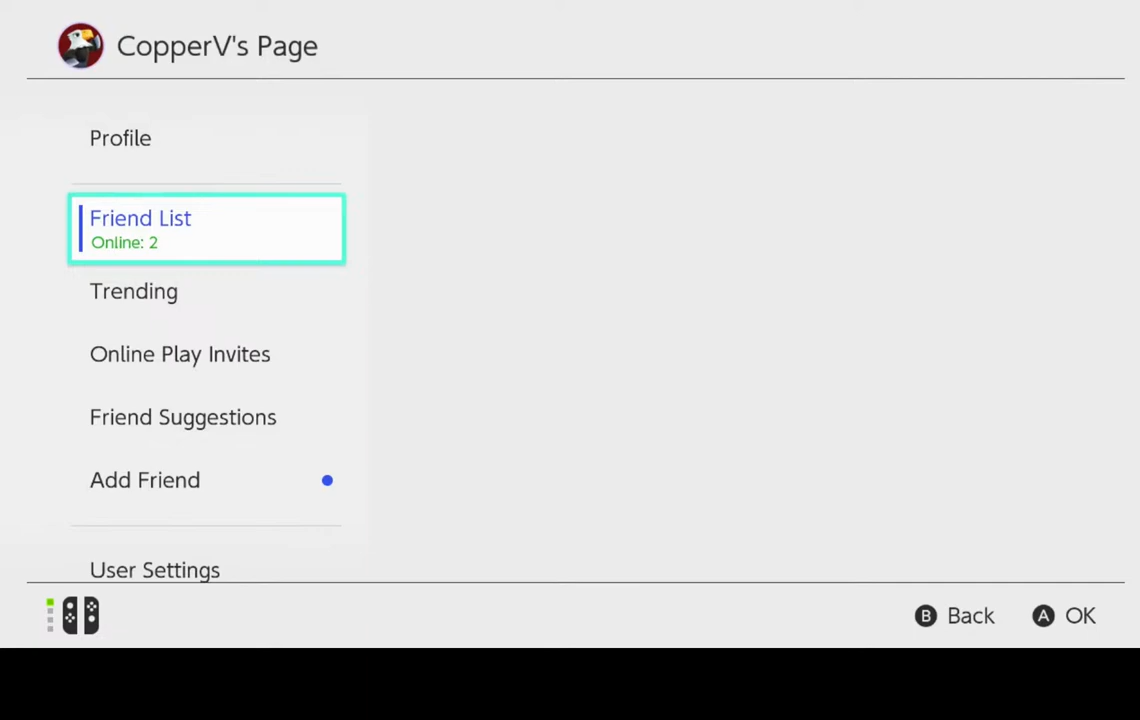 CopperV's Page
Profile
Friend List
Online: 2
Trending
Online Play Invites
Friend Suggestions
Add Friend
User Settings
B Back A OK